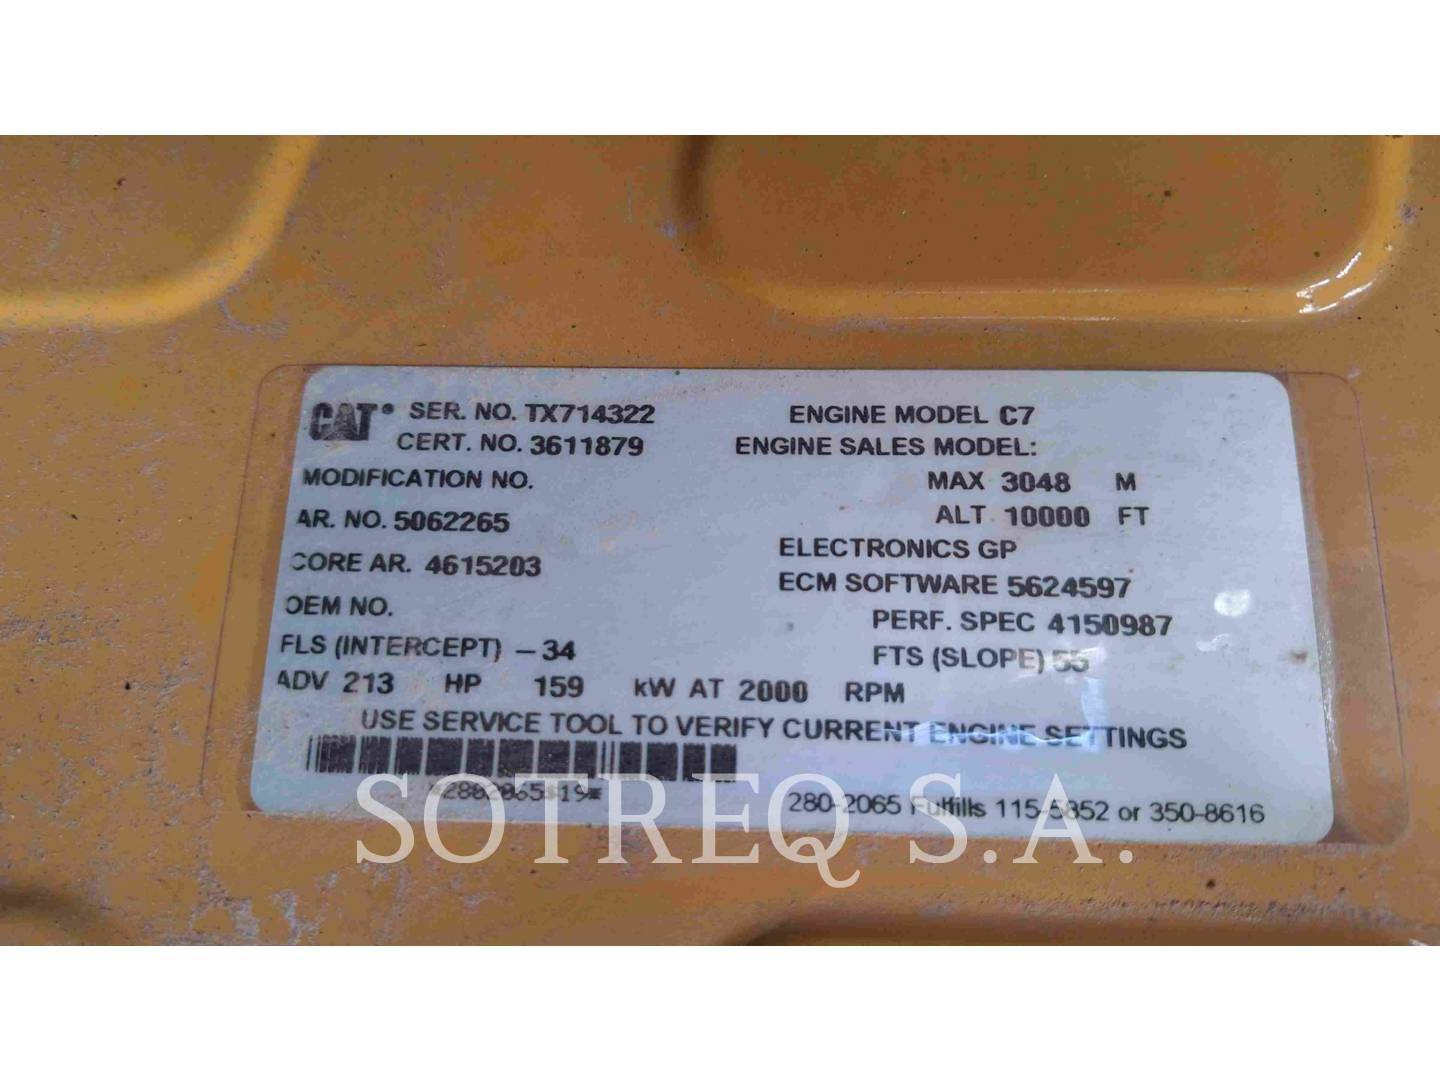 CAT® SER. NO. TX714322 ENGINE MODEL C7
CERT. NO. 3611879 ENGINE SALES MODEL:
MODIFICATION NO. MAX 3048 M
AR. NO. 5062265 ALT 10000 FT
CORE AR. 4615203 ELECTRONICS GP
ECM SOFTWARE 5624597
OEM NO. PERF. SPEC 4150987
FLS (INTERCEPT) -34 FTS (SLOPE) 55
ADV 213 HP 159 kW AT 2000 RPM
USE SERVICE TOOL TO VERIFY CURRENT ENGINE SETTINGS
280-2065 Fulfills 115-5852 or 350-8616
SOTREQ S.A.